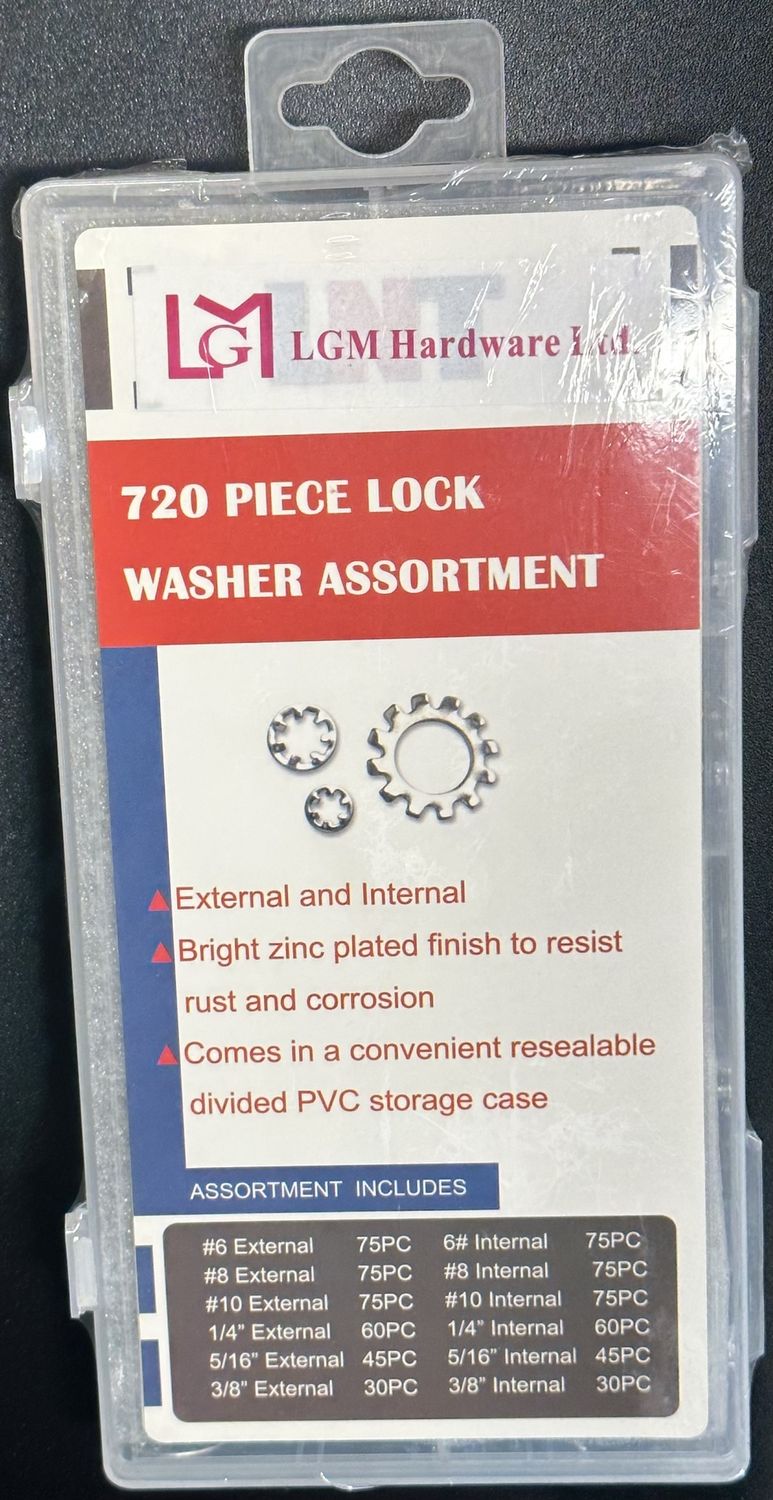 LMG
LGM Hardware Ltd.
LNT
720 PIECE LOCK
WASHER ASSORTMENT
External and Internal
Bright zinc plated finish to resist
rust and corrosion
Comes in a convenient resealable
divided PVC storage case
ASSORTMENT INCLUDES
#6 External 75PC 6# Internal 75PC
#8 External 75PC #8 Internal 75PC
#10 External 75PC #10 Internal 75PC
1/4” External 60PC 1/4” Internal 60PC
5/16” External 45PC 5/16” Internal 45PC
3/8” External 30PC 3/8” Internal 30PC